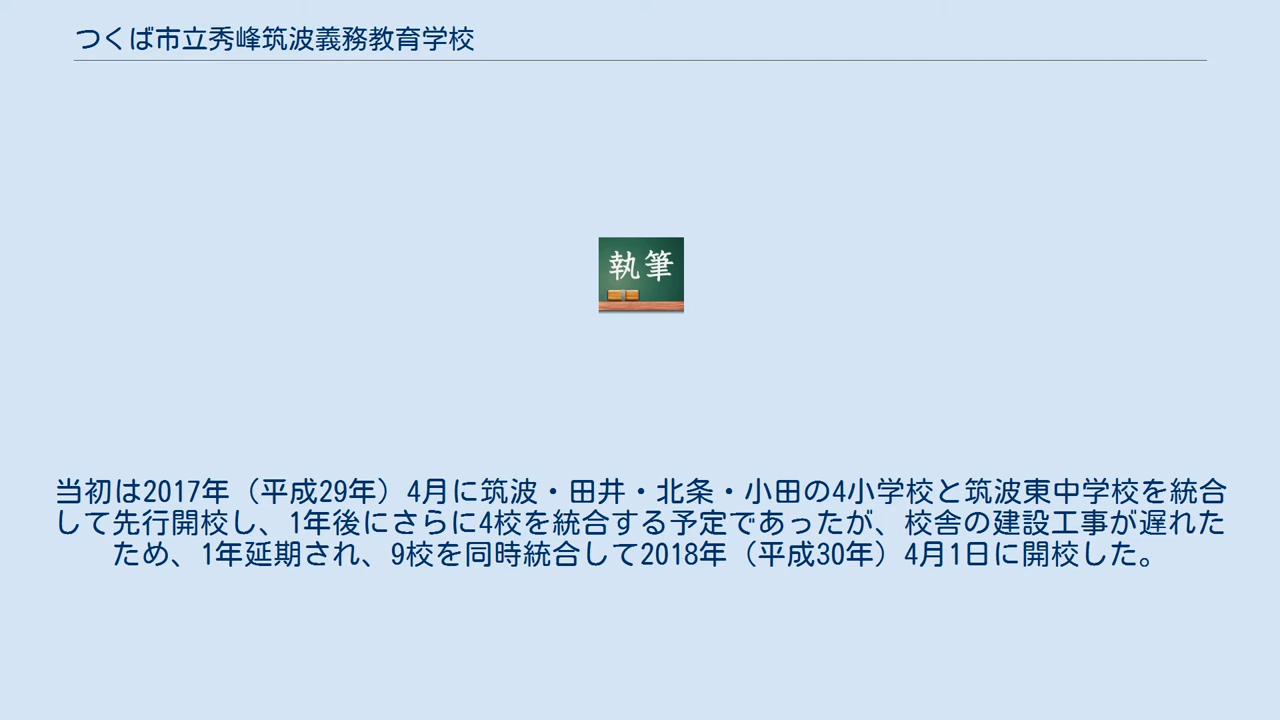 つくば市立秀峰筑波義務教育学校
執筆
当初は2017年（平成29年）4月に筑波・田井・北条・小田の4小学校と筑波東中学校を統合
して先行開校し、1年後にさらに4校を統合する予定であったが、校舎の建設工事が遅れた
ため、1年延期され、9校を同時統合して2018年（平成30年）4月1日に開校した。